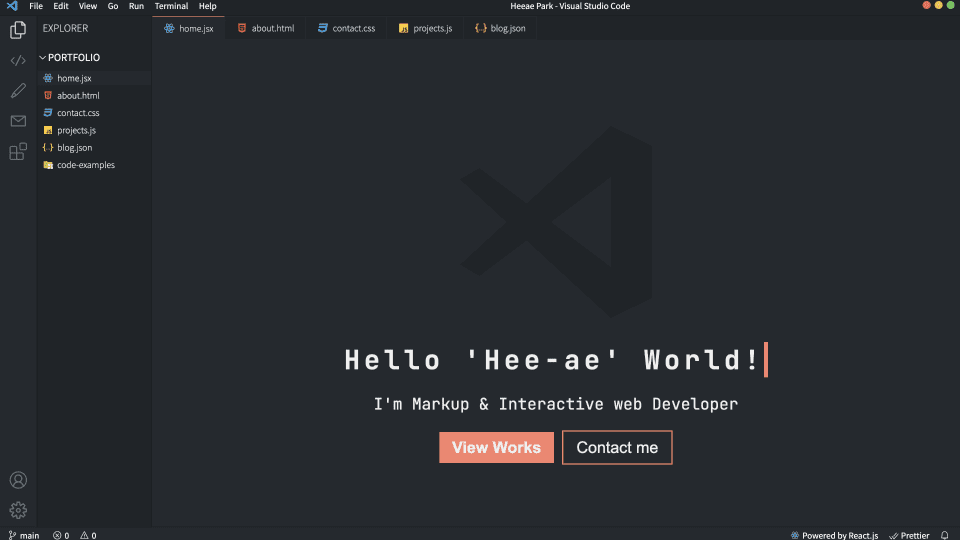 File Edit View Go Run Terminal Help
Heeae Park - Visual Studio Code
EXPLORER
home.jsx
about.html
contact.css
projects.js
blog.json
PORTFOLIO
home.jsx
about.html
contact.css
projects.js
blog.json
code-examples
Hello 'Hee-ae' World!
I'm Markup & Interactive web Developer
View Works
Contact me
main
0
0
Powered by React.js
Prettier